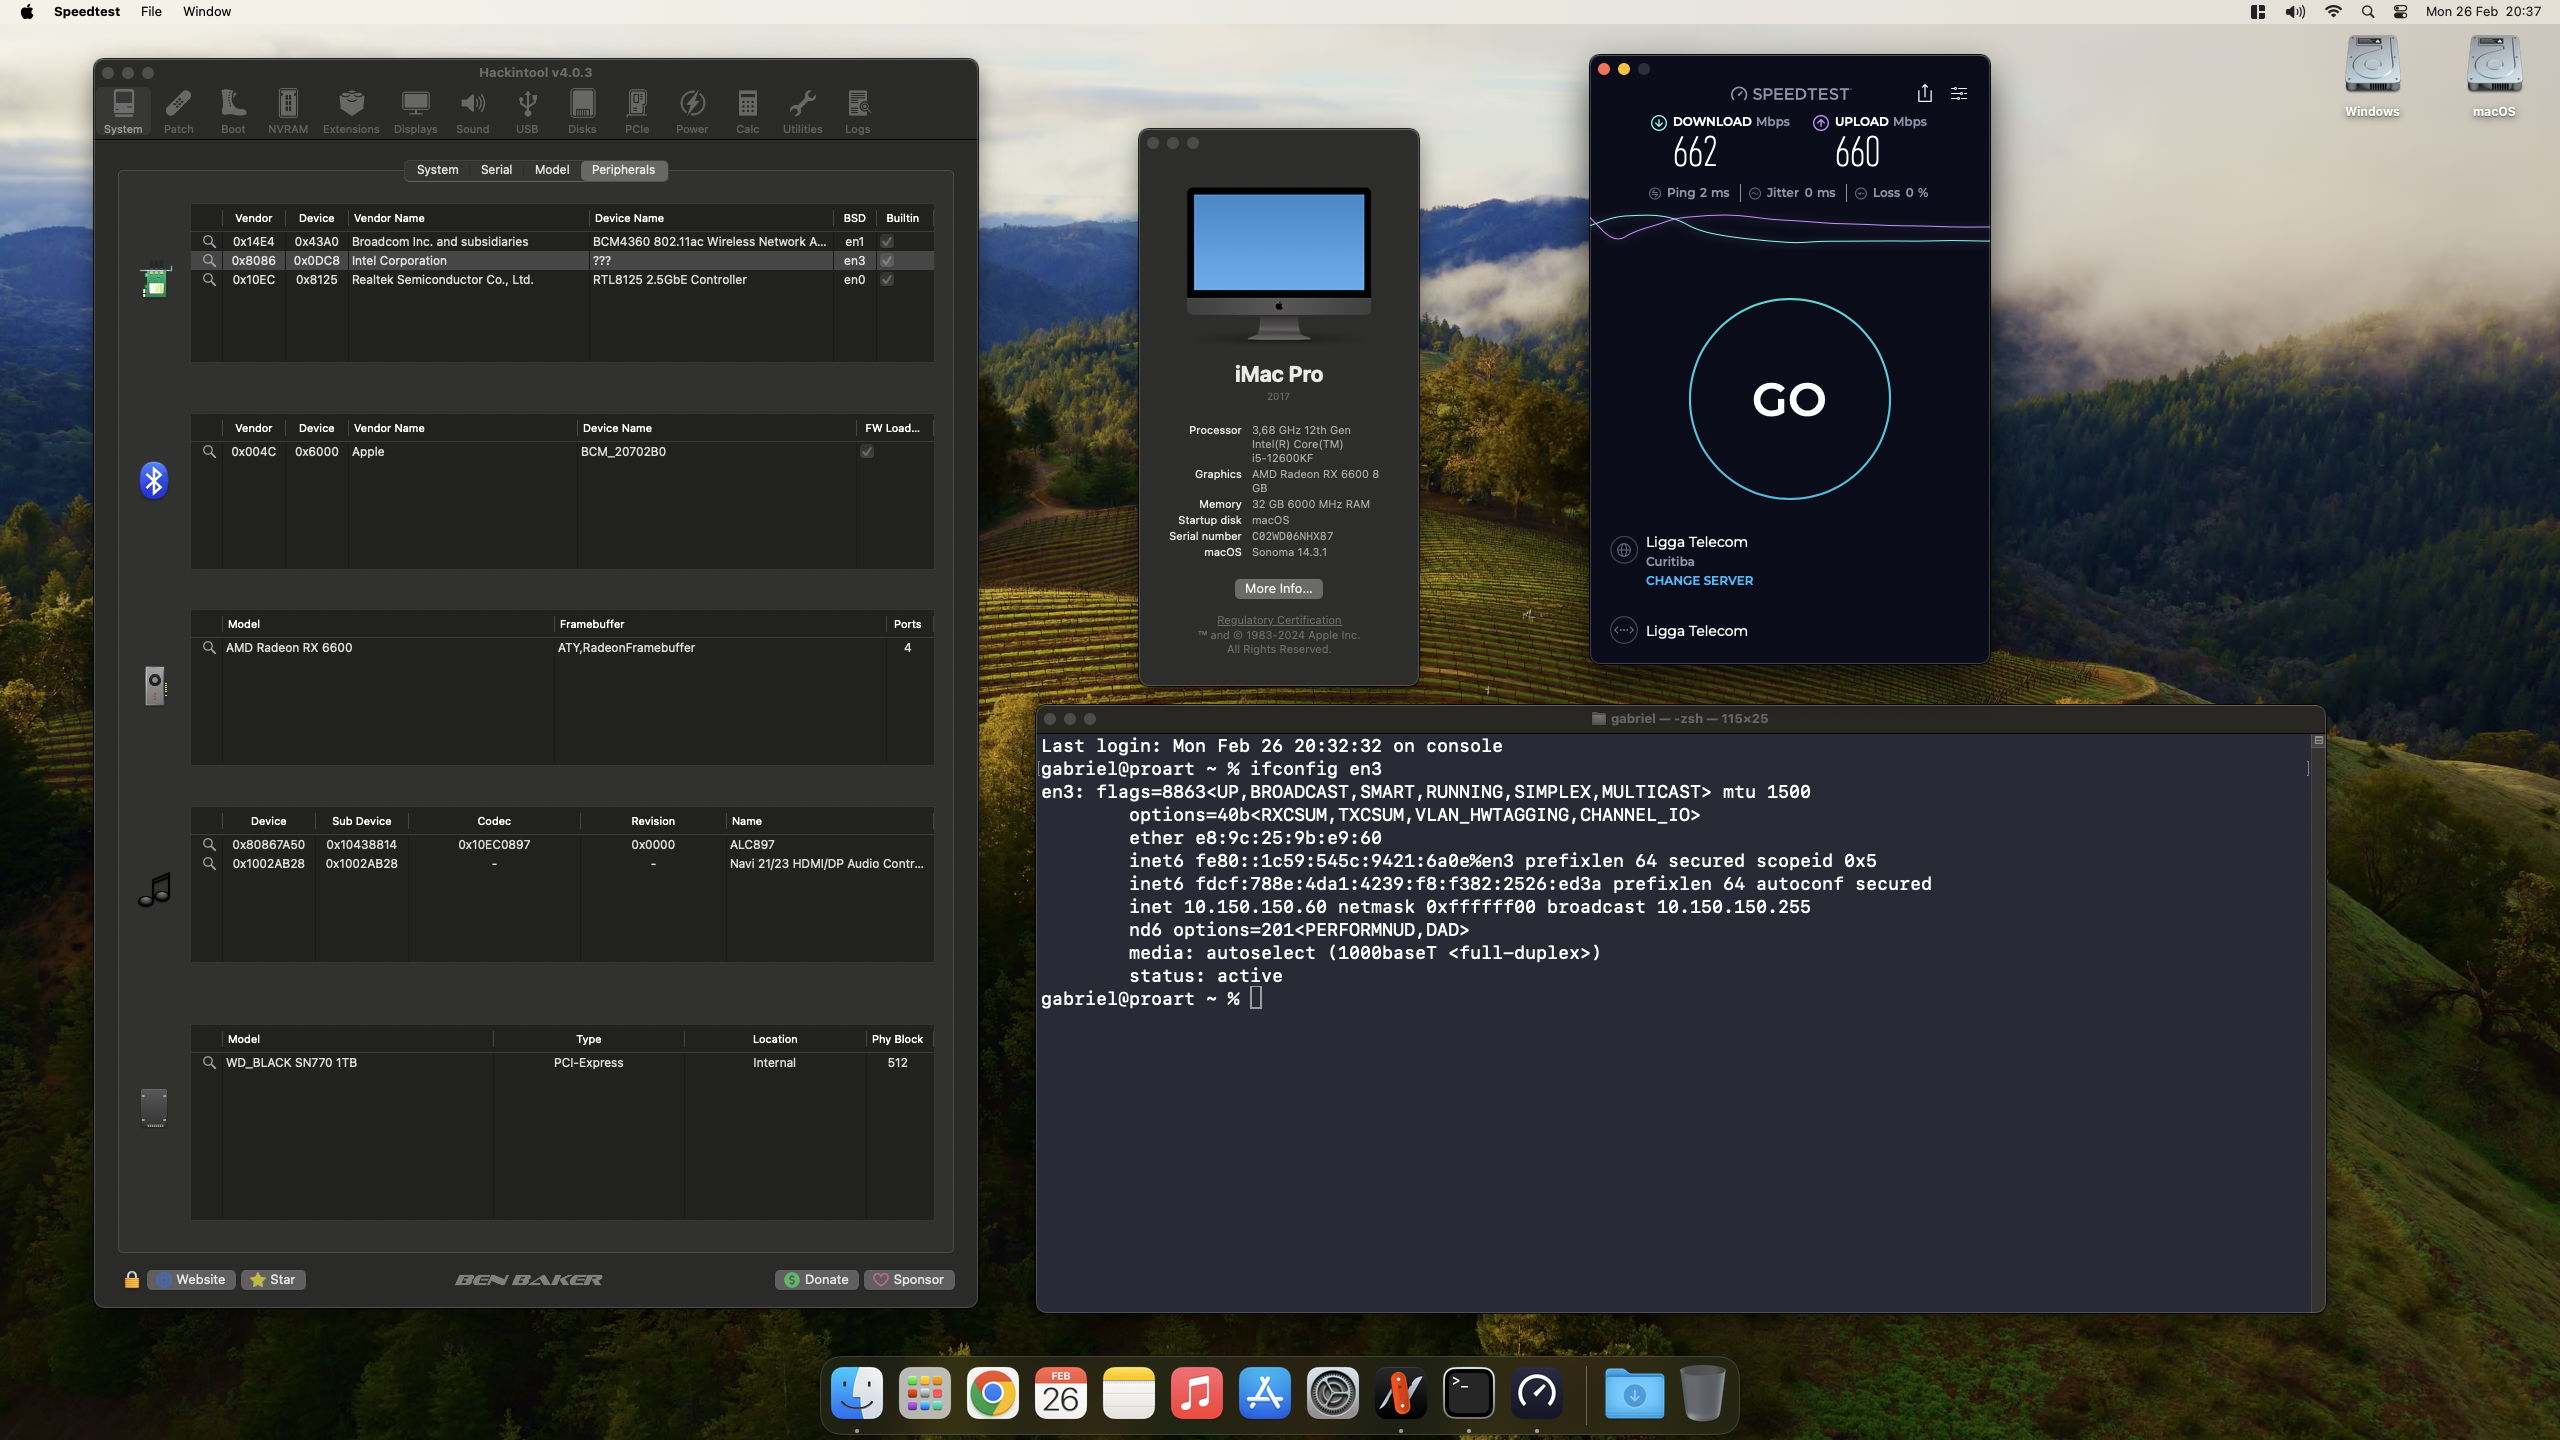 Speedtest File Window
Mon 26 Feb 20:37
Hackintool v4.0.3
System Patch Boot NVRAM Extensions Displays Sound USB Disks PCIe Power Calc Utilities Logs
System Serial Model Peripherals
Vendor Device Vendor Name Device Name BSD Builtin
0x14E4 0x43A0 Broadcom Inc. and subsidiaries BCM4360 802.11ac Wireless Network A... en1
0x8086 0x0DC8 Intel Corporation ??? en3
0x10EC 0x8125 Realtek Semiconductor Co., Ltd. RTL8125 2.5GbE Controller en0
Vendor Device Vendor Name Device Name FW Load...
0x004C 0x6000 Apple BCM_20702B0
Model Framebuffer Ports
AMD Radeon RX 6600 ATY,RadeonFramebuffer 4
Device Sub Device Codec Revision Name
0x80867A50 0x10438814 0x10EC0897 0x0000 ALC897
0x1002AB28 0x1002AB28 - - Navi 21/23 HDMI/DP Audio Contr...
Model Type Location Phy Block
WD_BLACK SN770 1TB PCI-Express Internal 512
Website Star BEN BAKER Donate Sponsor
iMac Pro
2017
Processor 3,68 GHz 12th Gen
Intel(R) Core(TM)
i5-12600KF
Graphics AMD Radeon RX 6600 8
GB
Memory 32 GB 6000 MHz RAM
Startup disk macOS
Serial number C02WD06NHX87
macOS Sonoma 14.3.1
More Info...
Regulatory Certification
™ and © 1983-2024 Apple Inc.
All Rights Reserved.
SPEEDTEST
DOWNLOAD Mbps UPLOAD Mbps
662 660
Ping 2 ms Jitter 0 ms Loss 0 %
GO
Ligga Telecom
Curitiba
CHANGE SERVER
Ligga Telecom
Windows macOS
gabriel — -zsh — 115×25
Last login: Mon Feb 26 20:32:32 on console
[gabriel@proart ~ % ifconfig en3 ]
en3: flags=8863<UP,BROADCAST,SMART,RUNNING,SIMPLEX,MULTICAST> mtu 1500
options=40b<RXCSUM,TXCSUM,VLAN_HWTAGGING,CHANNEL_IO>
ether e8:9c:25:9b:e9:60
inet6 fe80::1c59:545c:9421:6a0e%en3 prefixlen 64 secured scopeid 0x5
inet6 fdcf:788e:4da1:4239:f8:f382:2526:ed3a prefixlen 64 autoconf secured
inet 10.150.150.60 netmask 0xffffff00 broadcast 10.150.150.255
nd6 options=201<PERFORMNUD,DAD>
media: autoselect (1000baseT <full-duplex>)
status: active
gabriel@proart ~ %
FEB
26
>_